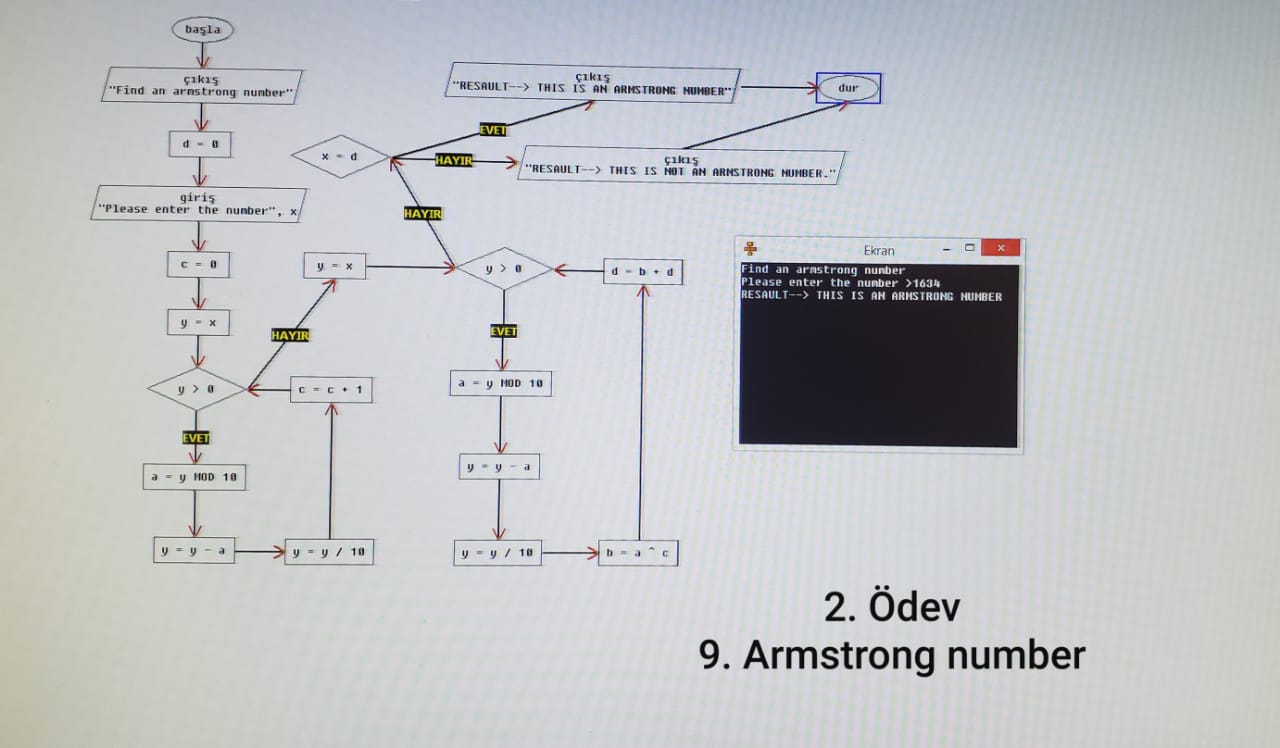 başla
çıkış
"Find an armstrong number"
d = 0
giriş
"Please enter the number", x
c = 0
y = x
y > 0
EVET
a = y MOD 10
y = y - a
y = y / 10
c = c + 1
HAYIR
y = x
y > 0
EVET
a = y MOD 10
y = y - a
y = y / 10
b = a ^ c
d = b + d
HAYIR
x = d
EVET
çıkış
"RESAULT--> THIS IS AN ARMSTRONG NUMBER"
HAYIR
çıkış
"RESAULT--> THIS IS NOT AN ARMSTRONG NUMBER."
dur
Ekran
Find an armstrong number
Please enter the number >1634
RESAULT--> THIS IS AN ARMSTRONG NUMBER
2. Ödev
9. Armstrong number